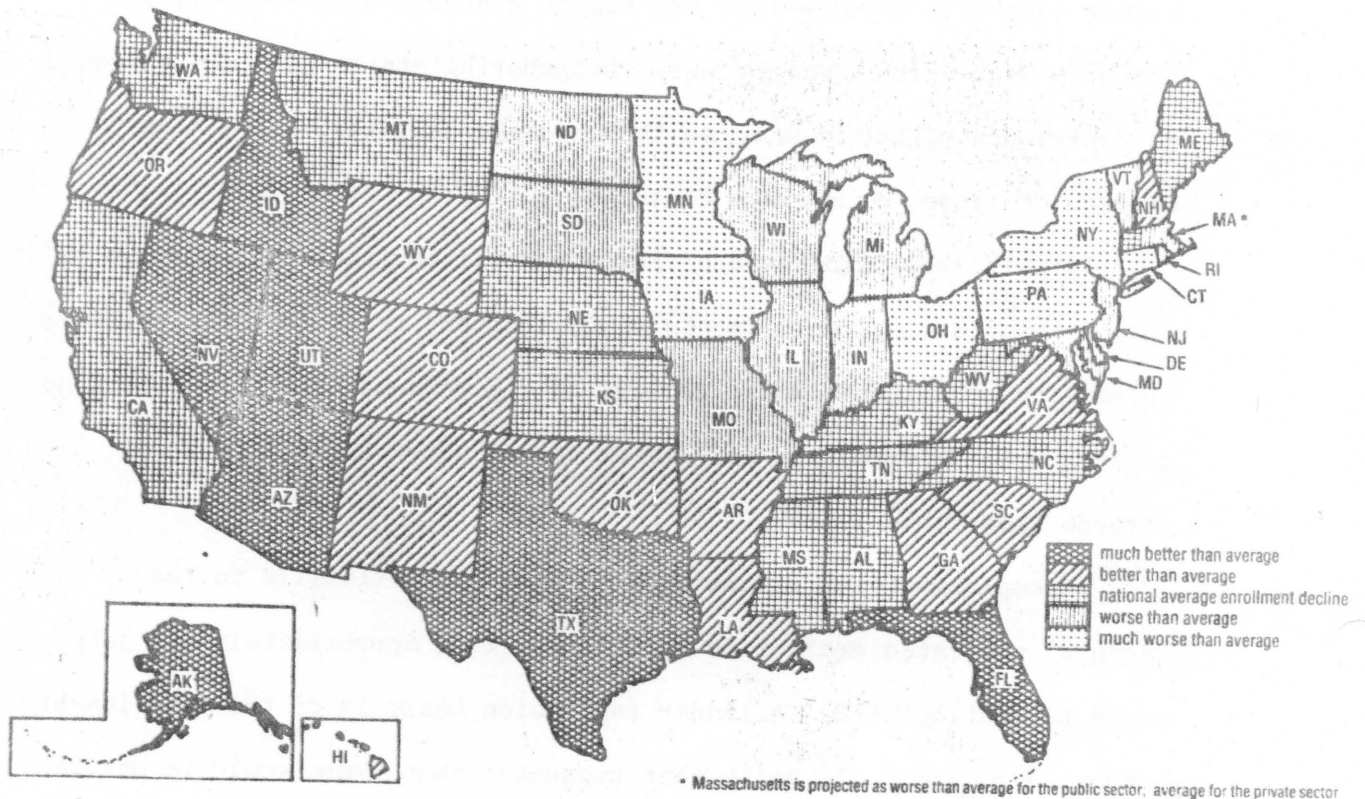 WA
MT
ND
MN
ME
OR
VT
ID
NH
SD
WI
MI
NY
MA *
WY
RI
CT
IA
PA
NE
OH
NJ
NV
UT
CO
IL
IN
DE
MD
WV
VA
CA
KS
MO
KY
NC
TN
AZ
NM
OK
AR
SC
MS
AL
GA
TX
LA
FL
AK
HI
much better than average
better than average
national average enrollment decline
worse than average
much worse than average
* Massachusetts is projected as worse than average for the public sector, average for the private sector